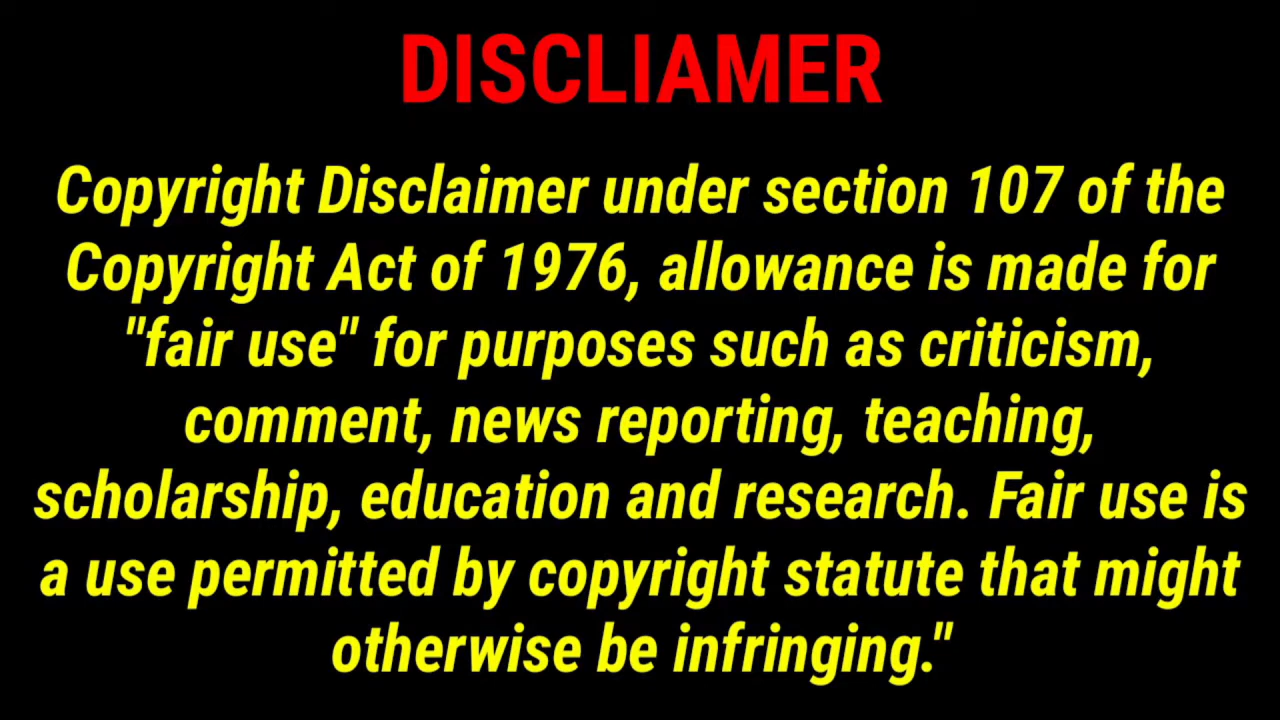 DISCLIAMER
Copyright Disclaimer under section 107 of the
Copyright Act of 1976, allowance is made for
"fair use" for purposes such as criticism,
comment, news reporting, teaching,
scholarship, education and research. Fair use is
a use permitted by copyright statute that might
otherwise be infringing."